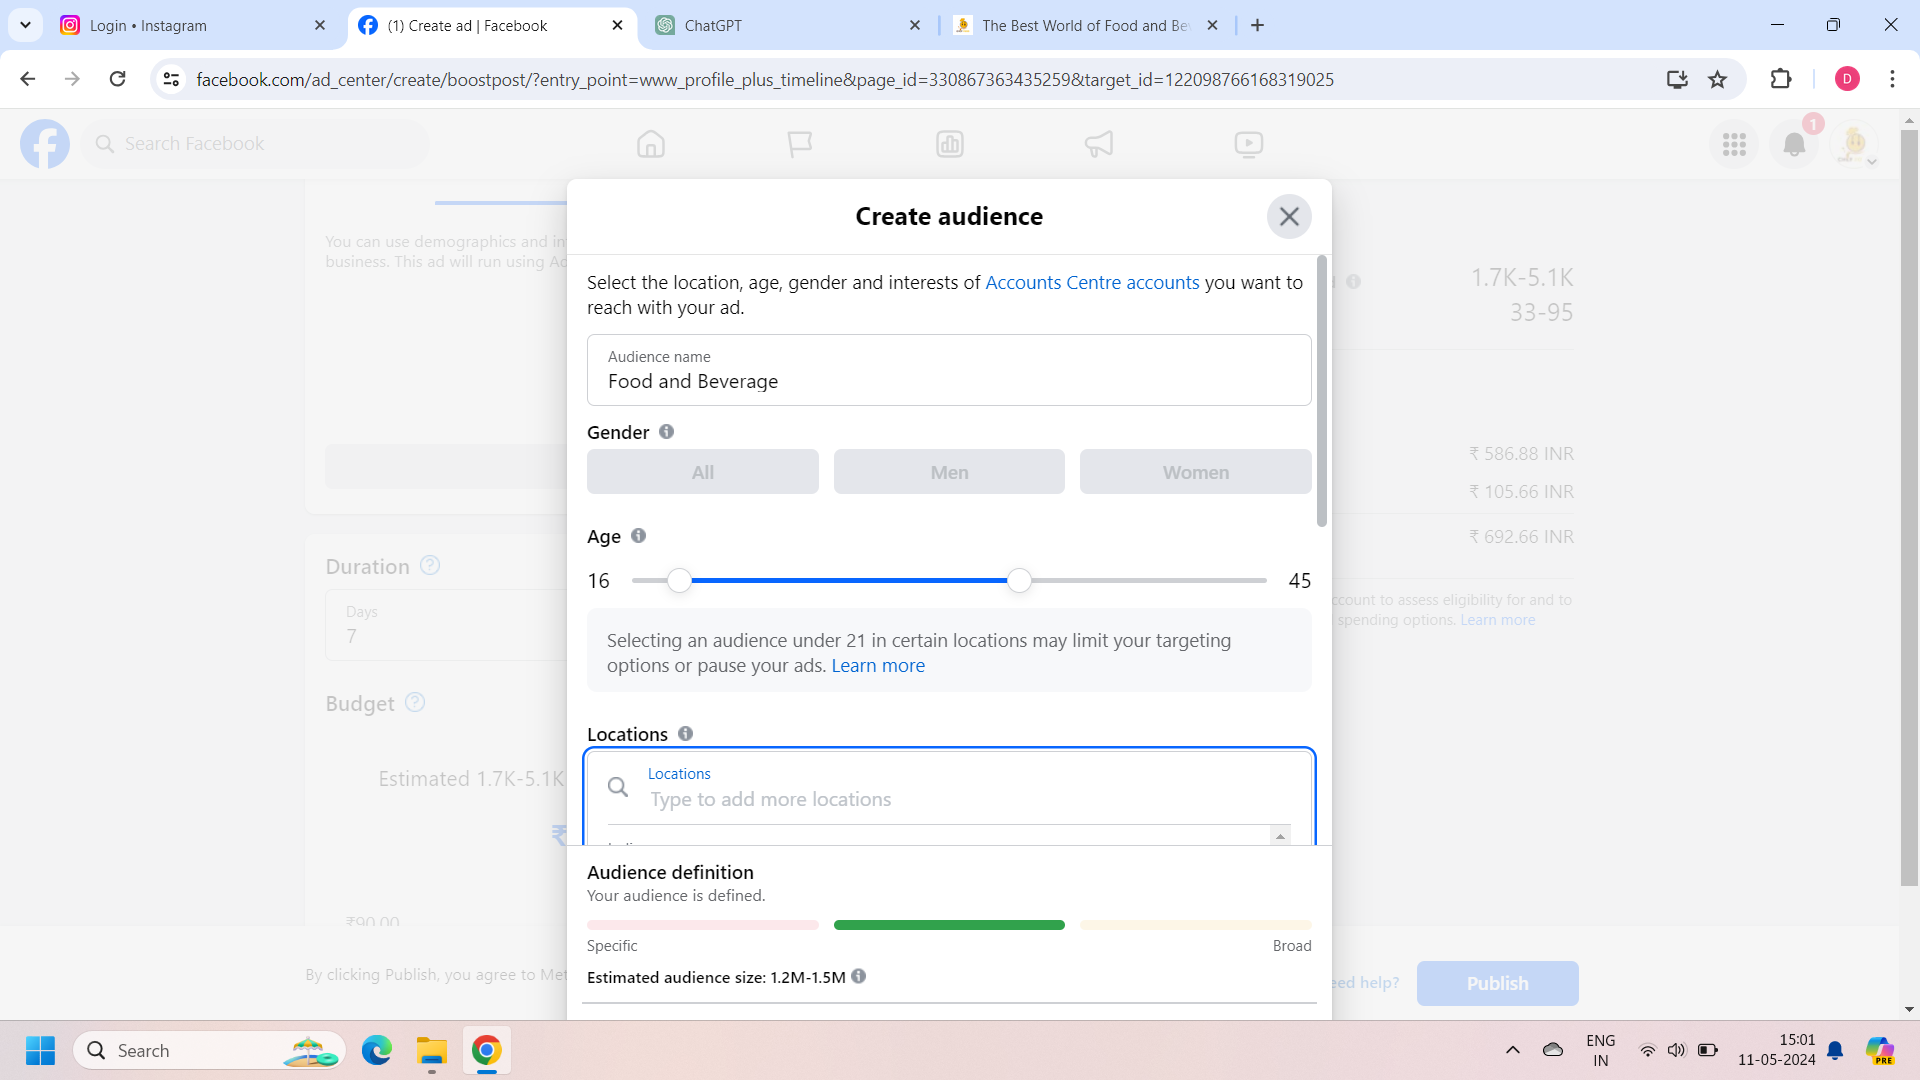 Login • Instagram
(1) Create ad | Facebook
ChatGPT
The Best World of Food and Be
facebook.com/ad_center/create/boostpost/?entry_point=www_profile_plus_timeline&page_id=330867363435259&target_id=122098766168319025
D
Search Facebook
1
Create audience
You can use demographics and in
business. This ad will run using Ad
Select the location, age, gender and interests of Accounts Centre accounts you want to
reach with your ad.
1.7K-5.1K
33-95
Audience name
Food and Beverage
Gender
All
Men
Women
₹ 586.88 INR
₹ 105.66 INR
₹ 692.66 INR
Age
16
45
Duration
Days
7
Selecting an audience under 21 in certain locations may limit your targeting
options or pause your ads. Learn more
ccount to assess eligibility for and to
spending options. Learn more
Budget
Locations
Locations
Type to add more locations
Estimated 1.7K-5.1K
₹
₹90.00
Audience definition
Your audience is defined.
Specific
Broad
Estimated audience size: 1.2M-1.5M
By clicking Publish, you agree to Met
eed help?
Publish
Search
ENG
IN
15:01
11-05-2024
PRE